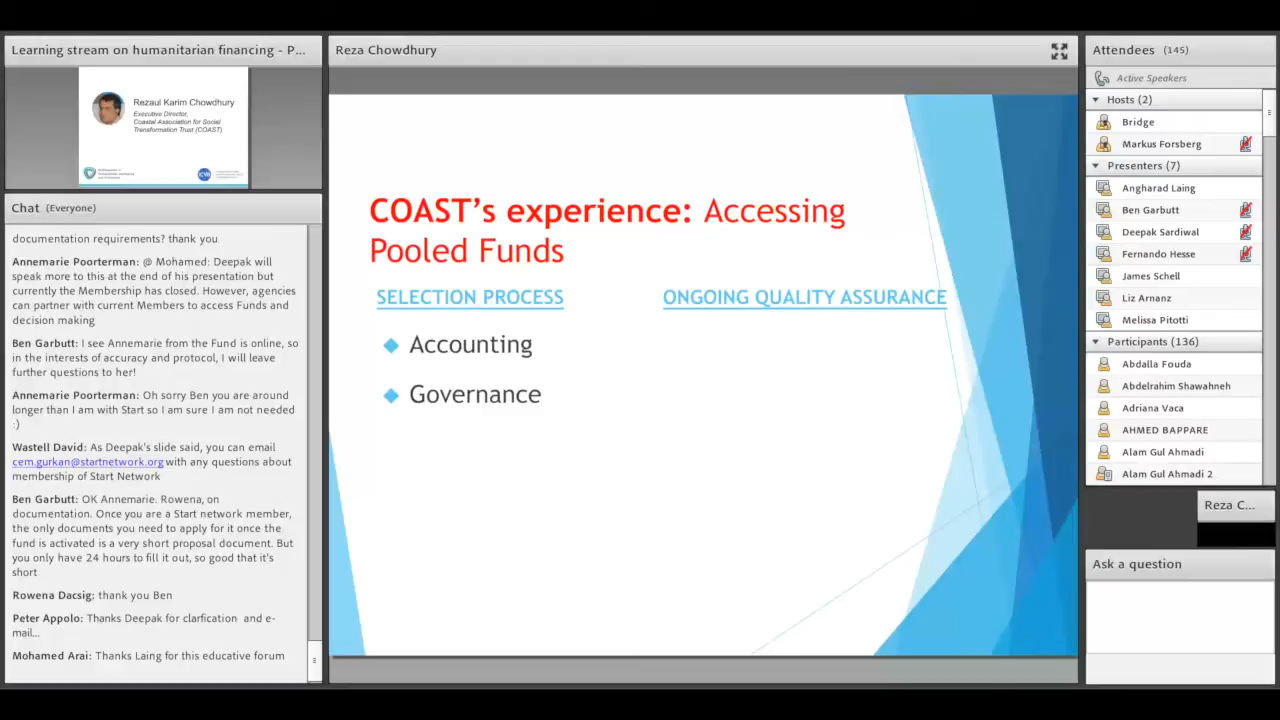 Learning stream on humanitarian financing - P...
Rezaul Karim Chowdhury
Executive Director,
Coastal Association for Social
Transformation Trust (COAST)
ICVA
Chat (Everyone)
documentation requirements? thank you
Annemarie Poorterman: @ Mohamed: Deepak will
speak more to this at the end of his presentation but
currently the Membership has closed. However, agencies
can partner with current Members to access Funds and
decision making
Ben Garbutt: I see Annemarie from the Fund is online, so
in the interests of accuracy and protocol, I will leave
further questions to her!
Annemarie Poorterman: Oh sorry Ben you are around
longer than I am with Start so I am sure I am not needed
:)
Wastell David: As Deepak's slide said, you can email
cem.gurkan@startnetwork.org with any questions about
membership of Start Network
Ben Garbutt: OK Annemarie. Rowena, on
documentation. Once you are a Start network member,
the only documents you need to apply for it once the
fund is activated is a very short proposal document. But
you only have 24 hours to fill it out, so good that it's
short
Rowena Dacsig: thank you Ben
Peter Appolo: Thanks Deepak for clarfication and e-
mail...
Mohamed Arai: Thanks Laing for this educative forum
Reza Chowdhury
COAST's experience: Accessing
Pooled Funds
SELECTION PROCESS
Accounting
Governance
ONGOING QUALITY ASSURANCE
Attendees (145)
Active Speakers
Hosts (2)
Bridge
Markus Forsberg
Presenters (7)
Angharad Laing
Ben Garbutt
Deepak Sardiwal
Fernando Hesse
James Schell
Liz Arnanz
Melissa Pitotti
Participants (136)
Abdalla Fouda
Abdelrahim Shawahneh
Adriana Vaca
AHMED BAPPARE
Alam Gul Ahmadi
Alam Gul Ahmadi 2
Reza C...
Ask a question